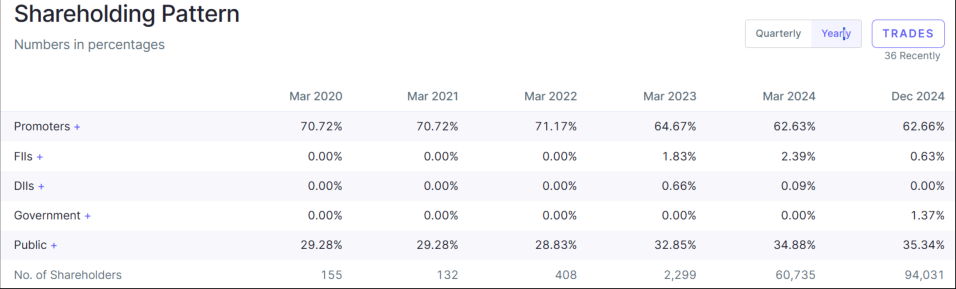 Shareholding Pattern
Numbers in percentages
Quarterly Yearly TRADES
36 Recently
Mar 2020 Mar 2021 Mar 2022 Mar 2023 Mar 2024 Dec 2024
Promoters + 70.72% 70.72% 71.17% 64.67% 62.63% 62.66%
FIIs + 0.00% 0.00% 0.00% 1.83% 2.39% 0.63%
DIIs + 0.00% 0.00% 0.00% 0.66% 0.09% 0.00%
Government + 0.00% 0.00% 0.00% 0.00% 0.00% 1.37%
Public + 29.28% 29.28% 28.83% 32.85% 34.88% 35.34%
No. of Shareholders 155 132 408 2,299 60,735 94,031